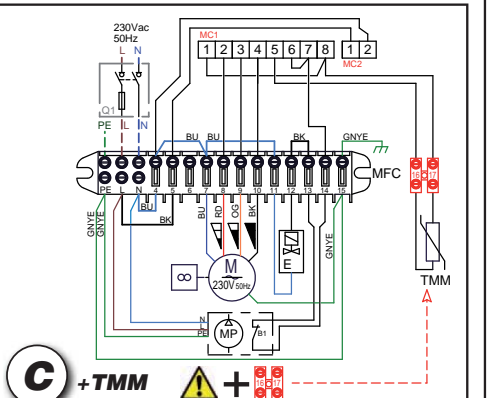 230Vac
50Hz
L N
MC1
1 2 3 4 5 6 7 8
1 2
MC2
Q1
PE L N
BU BU BK GNYE
MFC
PE L N 4 5 6 7 8 9 10 11 12 13 14 15
16 17
BU
BK
GNYE
GNYE
BU
RD
OG
BK
GNYE
M
230V 50Hz
8
E
TMM
N
L
PE
MP
B1
C +TMM
+
16 17